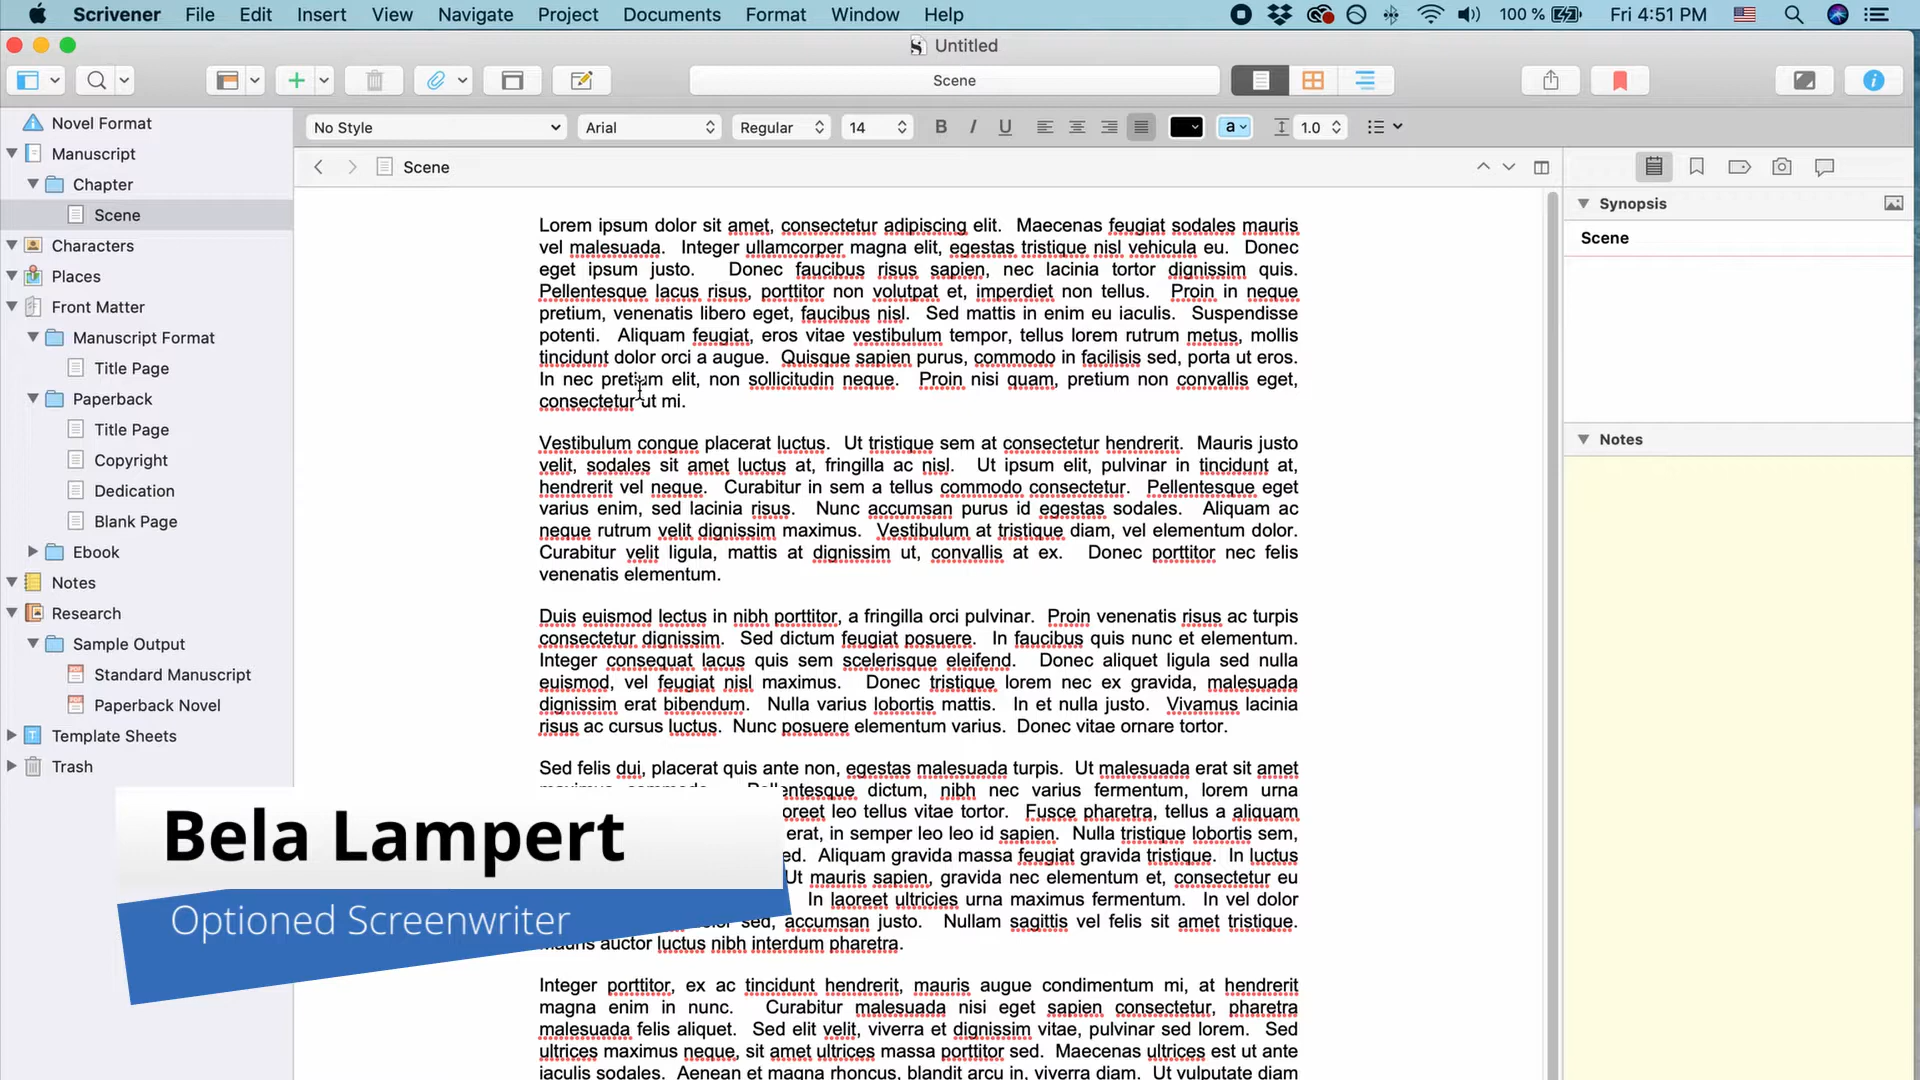 Scrivener File Edit Insert View Navigate Project Documents Format Window Help 100 % Fri 4:51 PM
Untitled
Scene
No Style Arial Regular 14 B I U a 1.0
Scene
Novel Format
Manuscript
Chapter
Scene
Characters
Places
Front Matter
Manuscript Format
Title Page
Paperback
Title Page
Copyright
Dedication
Blank Page
Ebook
Notes
Research
Sample Output
Standard Manuscript
Paperback Novel
Template Sheets
Trash
Lorem ipsum dolor sit amet, consectetur adipiscing elit. Maecenas feugiat sodales mauris
vel malesuada. Integer ullamcorper magna elit, egestas tristique nisl vehicula eu. Donec
eget ipsum justo. Donec faucibus risus sapien, nec lacinia tortor dignissim quis.
Pellentesque lacus risus, porttitor non volutpat et, imperdiet non tellus. Proin in neque
pretium, venenatis libero eget, faucibus nisl. Sed mattis in enim eu iaculis. Suspendisse
potenti. Aliquam feugiat, eros vitae vestibulum tempor, tellus lorem rutrum metus, mollis
tincidunt dolor orci a augue. Quisque sapien purus, commodo in facilisis sed, porta ut eros.
In nec pretium elit, non sollicitudin neque. Proin nisi quam, pretium non convallis eget,
consectetur ut mi.
Vestibulum congue placerat luctus. Ut tristique sem at consectetur hendrerit. Mauris justo
velit, sodales sit amet luctus at, fringilla ac nisl. Ut ipsum elit, pulvinar in tincidunt at,
hendrerit vel neque. Curabitur in sem a tellus commodo consectetur. Pellentesque eget
varius enim, sed lacinia risus. Nunc accumsan purus id egestas sodales. Aliquam ac
neque rutrum velit dignissim maximus. Vestibulum at tristique diam, vel elementum dolor.
Curabitur velit ligula, mattis at dignissim ut, convallis at ex. Donec porttitor nec felis
venenatis elementum.
Duis euismod lectus in nibh porttitor, a fringilla orci pulvinar. Proin venenatis risus ac turpis
consectetur dignissim. Sed dictum feugiat posuere. In faucibus quis nunc et elementum.
Integer consequat lacus quis sem scelerisque eleifend. Donec aliquet ligula sed nulla
euismod, vel feugiat nisl maximus. Donec tristique lorem nec ex gravida, malesuada
dignissim erat bibendum. Nulla varius lobortis mattis. In et nulla justo. Vivamus lacinia
risus ac cursus luctus. Nunc posuere elementum varius. Donec vitae ornare tortor.
Sed felis dui, placerat quis ante non, egestas malesuada turpis. Ut malesuada erat sit amet
entesque dictum, nibh nec varius fermentum, lorem urna
oreet leo tellus vitae tortor. Fusce pharetra, tellus a aliquam
erat, in semper leo leo id sapien. Nulla tristique lobortis sem,
ed. Aliquam gravida massa feugiat gravida tristique. In luctus
Ut mauris sapien, gravida nec elementum et, consectetur eu
In laoreet ultricies urna maximus fermentum. In vel dolor
sed, accumsan justo. Nullam sagittis vel felis sit amet tristique.
auctor luctus nibh interdum pharetra.
Integer porttitor, ex ac tincidunt hendrerit, mauris augue condimentum mi, at hendrerit
magna enim in nunc. Curabitur malesuada nisi eget sapien consectetur, pharetra
malesuada felis aliquet. Sed elit velit, viverra et dignissim vitae, pulvinar sed lorem. Sed
ultrices maximus neque, sit amet ultrices massa porttitor sed. Maecenas ultrices est ut ante
iaculis sodales. Aenean et magna rhoncus, blandit arcu in, viverra diam. Ut vulputate diam
Synopsis
Scene
Notes
Bela Lampert
Optioned Screenwriter